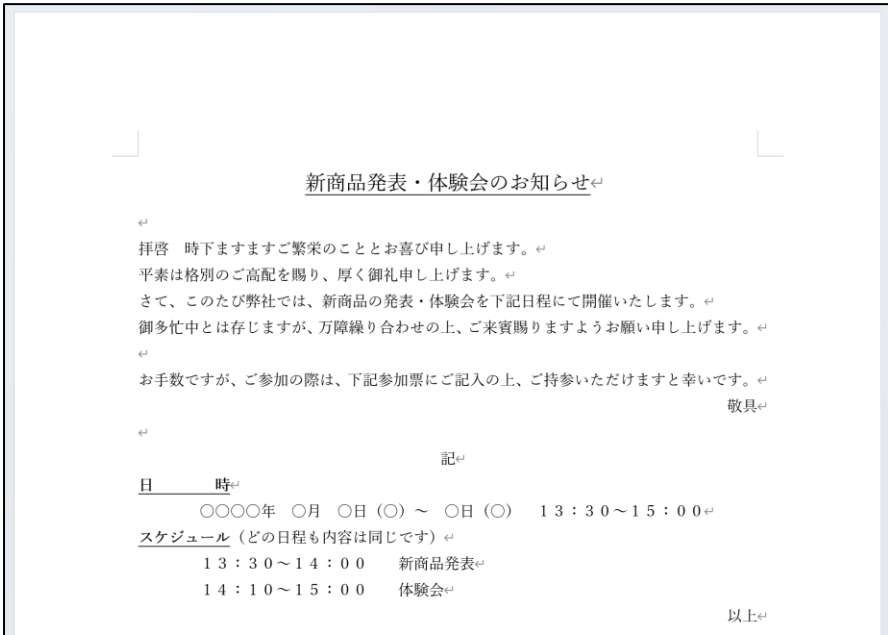 新商品発表・体験会のお知らせ
拝啓　時下ますますご繁栄のこととお喜び申し上げます。
平素は格別のご高配を賜り、厚く御礼申し上げます。
さて、このたび弊社では、新商品の発表・体験会を下記日程にて開催いたします。
御多忙中とは存じますが、万障繰り合わせの上、ご来賓賜りますようお願い申し上げます。
お手数ですが、ご参加の際は、下記参加票にご記入の上、ご持参いただけますと幸いです。
敬具
記
日　　　　時
〇〇〇〇年　〇月　〇日（〇）～　〇日（〇）　１３：３０～１５：００
スケジュール（どの日程も内容は同じです）
１３：３０～１４：００　　新商品発表
１４：１０～１５：００　　体験会
以上